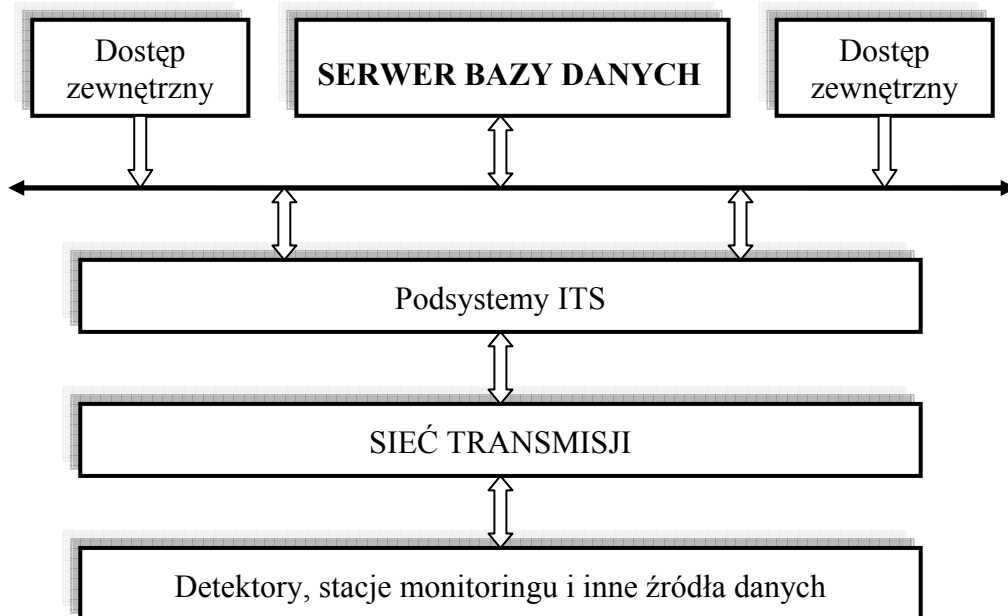 Dostęp
zewnętrzny
SERWER BAZY DANYCH
Dostęp
zewnętrzny
Podsystemy ITS
SIEĆ TRANSMISJI
Detektory, stacje monitoringu i inne źródła danych